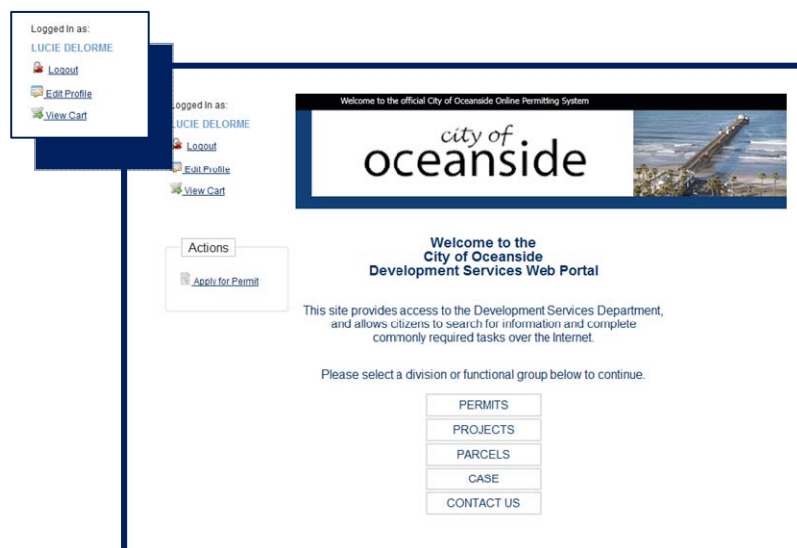 Logged In as:
LUCIE DELORME
Logout
Edit Profile
View Cart
Logged In as:
LUCIE DELORME
Logout
Edit Profile
View Cart
Actions
Apply for Permit
Welcome to the official City of Oceanside Online Permitting System
city of
oceanside
Welcome to the
City of Oceanside
Development Services Web Portal
This site provides access to the Development Services Department,
and allows citizens to search for information and complete
commonly required tasks over the Internet.
Please select a division or functional group below to continue.
PERMITS
PROJECTS
PARCELS
CASE
CONTACT US